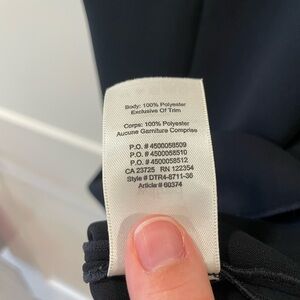 Body: 100% Polyester
Exclusive Of Trim
Corps: 100% Polyester
Aucune Garniture Comprise
P.O. # 4500058509
P.O. # 4500058510
P.O. # 4500058512
CA 23725 RN 122354
Style # DTR4-8711-36
Article# 60374